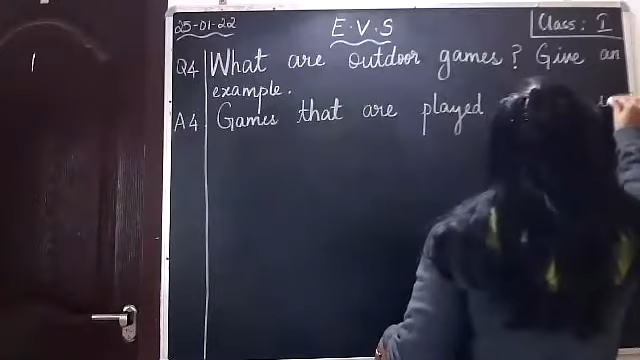 25-01-22
E.V.S
Class: I
Q4 What are outdoor games? Give an
example.
A4. Games that are played